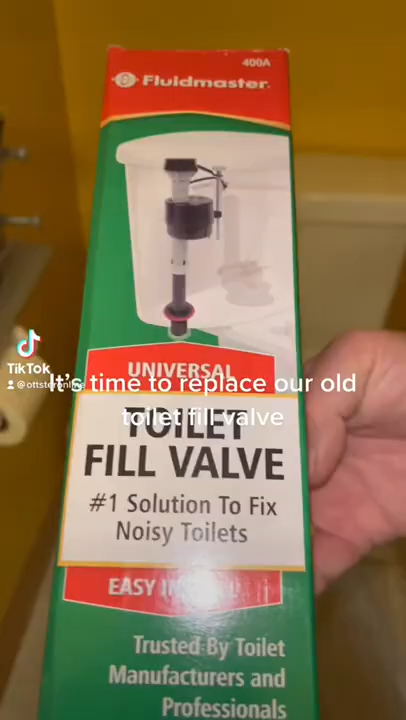 400A
Fluidmaster
TikTok
@ottsteronline
UNIVERSAL
It's time to replace our old
toilet fill valve
TOILET
FILL VALVE
#1 Solution To Fix
Noisy Toilets
EASY
Trusted By Toilet
Manufacturers and
Professionals